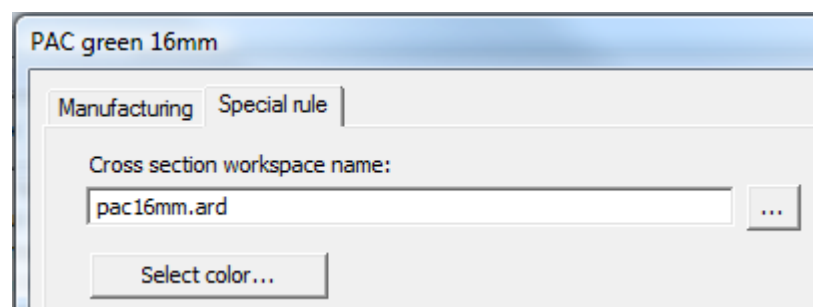 PAC green 16mm
Manufacturing Special rule
Cross section workspace name:
pac16mm.ard ...
Select color...